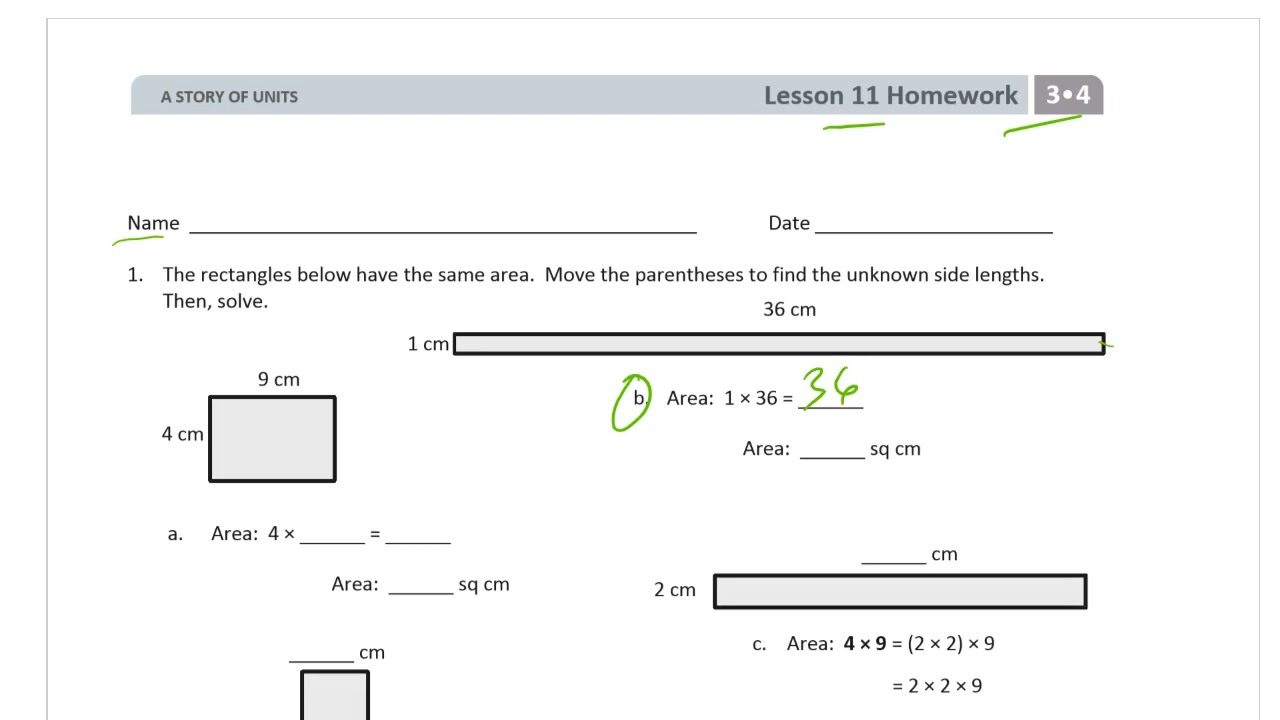 A STORY OF UNITS
Lesson 11 Homework 3•4
Name ______ Date ______
1. The rectangles below have the same area. Move the parentheses to find the unknown side lengths.
Then, solve.
36 cm
1 cm
9 cm
4 cm
b. Area: 1 × 36 = 36
Area: ______ sq cm
a. Area: 4 × ______ = ______
Area: ______ sq cm
______ cm
2 cm
c. Area: 4 × 9 = (2 × 2) × 9
= 2 × 2 × 9
______ cm